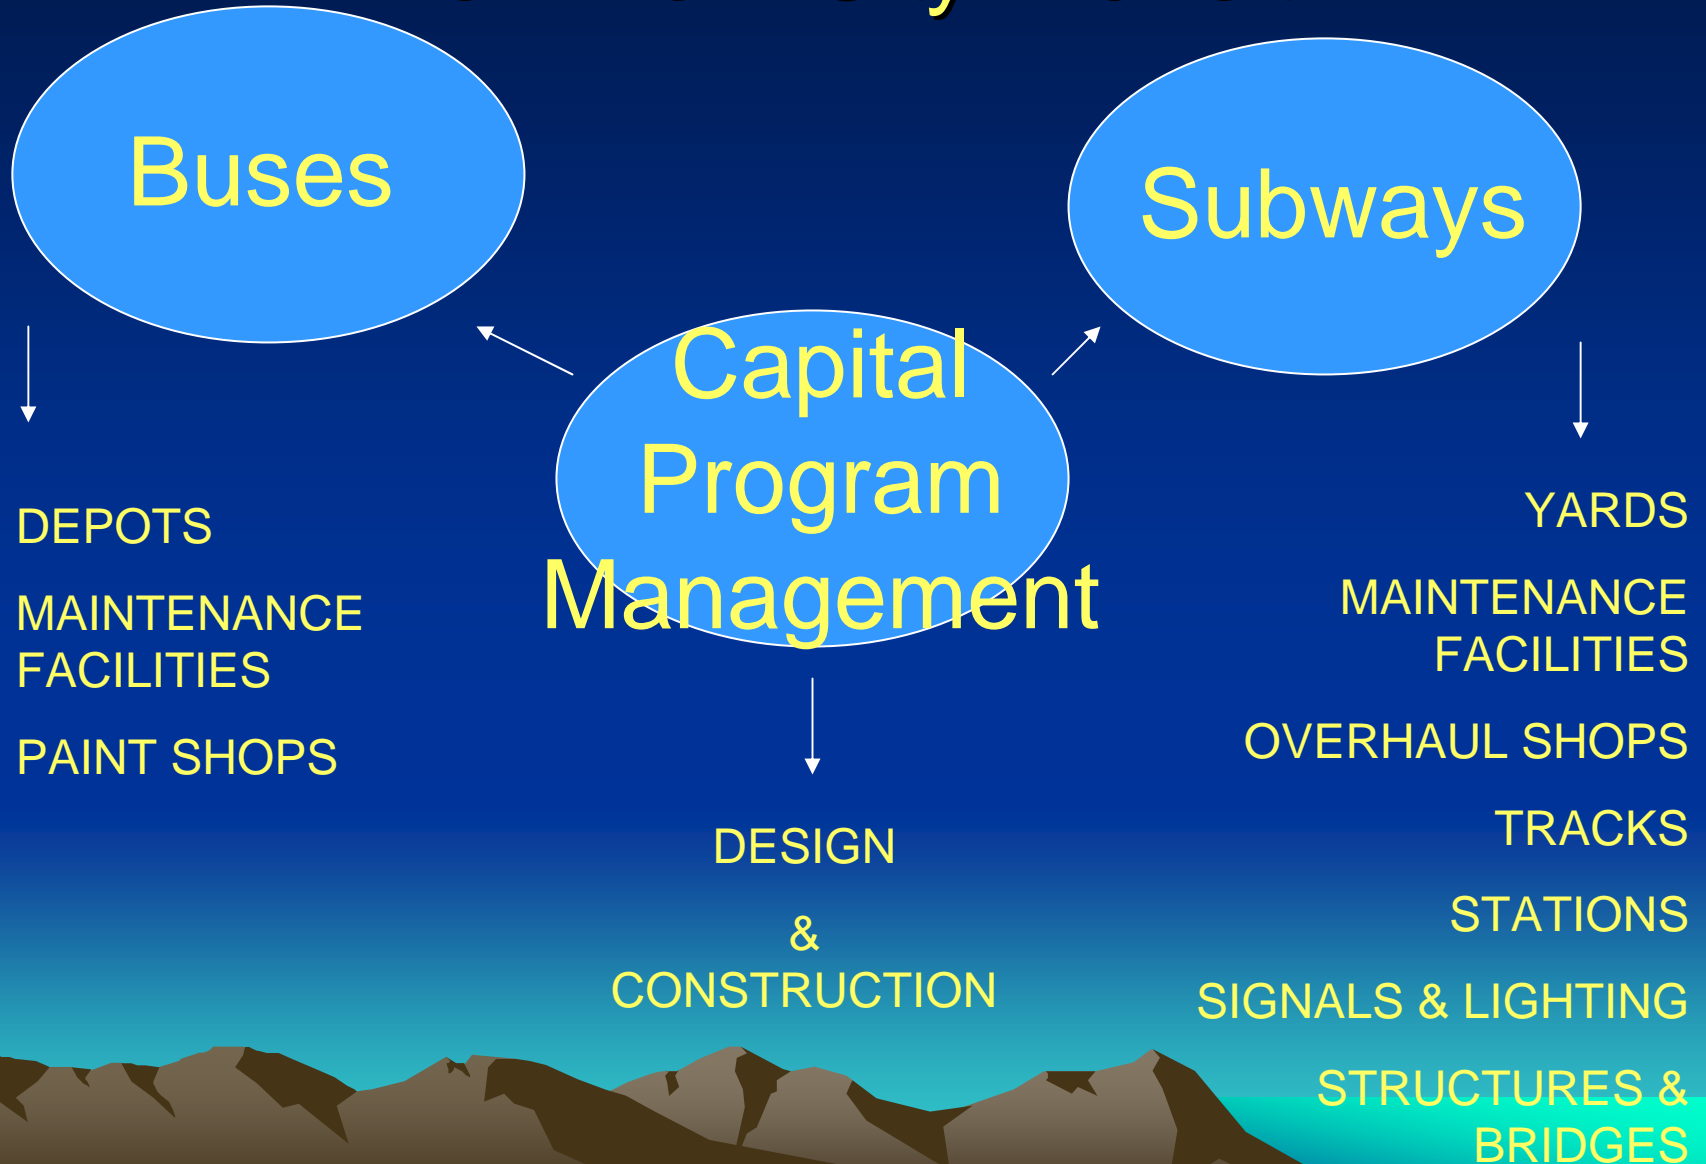 Buses
Subways
Capital
Program
Management
DEPOTS
MAINTENANCE
FACILITIES
PAINT SHOPS
DESIGN
&
CONSTRUCTION
YARDS
MAINTENANCE
FACILITIES
OVERHAUL SHOPS
TRACKS
STATIONS
SIGNALS & LIGHTING
STRUCTURES &
BRIDGES